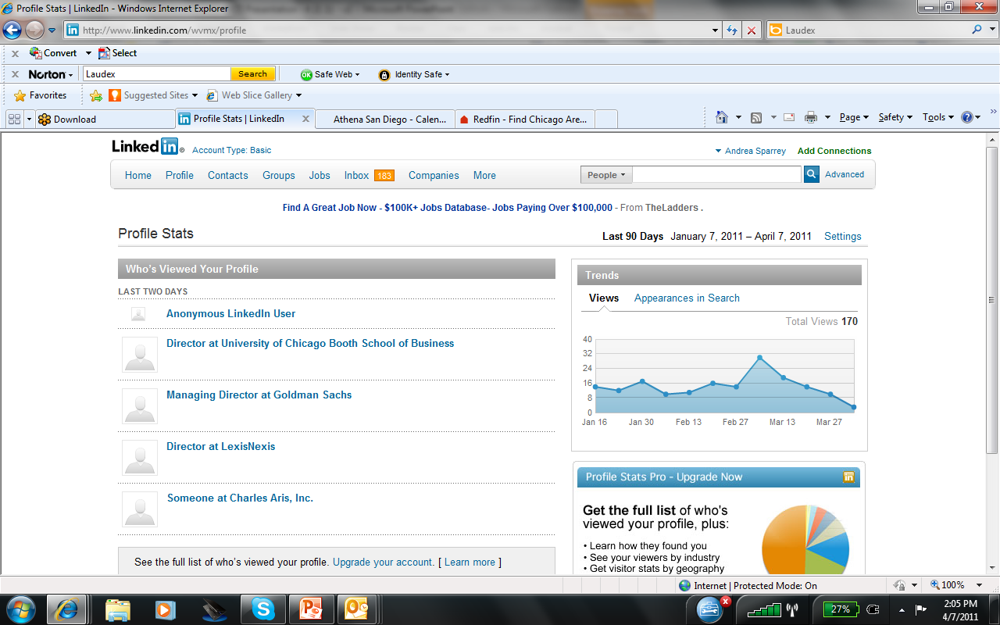 Profile Stats | LinkedIn - Windows Internet Explorer
http://www.linkedin.com/wvmx/profile
Laudex
Convert Select
Norton Laudex Search Safe Web Identity Safe
Favorites Suggested Sites Web Slice Gallery
Download Profile Stats | LinkedIn Athena San Diego - Calen... Redfin - Find Chicago Are... Page Safety Tools
Linked in Account Type: Basic Andrea Sparrey Add Connections
Home Profile Contacts Groups Jobs Inbox 183 Companies More People Advanced
Find A Great Job Now - $100K+ Jobs Database- Jobs Paying Over $100,000 - From TheLadders .
Profile Stats
Last 90 Days January 7, 2011 – April 7, 2011 Settings
Who's Viewed Your Profile
LAST TWO DAYS
Anonymous LinkedIn User
Director at University of Chicago Booth School of Business
Managing Director at Goldman Sachs
Director at LexisNexis
Someone at Charles Aris, Inc.
See the full list of who's viewed your profile. Upgrade your account. [ Learn more ]
Trends
Views Appearances in Search
Total Views 170
40
32
24
16
8
0
Jan 16 Jan 30 Feb 13 Feb 27 Mar 13 Mar 27
Profile Stats Pro - Upgrade Now in
Get the full list of who's
viewed your profile, plus:
• Learn how they found you
• See your viewers by industry
• Get visitor stats by geography
Internet | Protected Mode: On 100%
27%
2:05 PM
4/7/2011